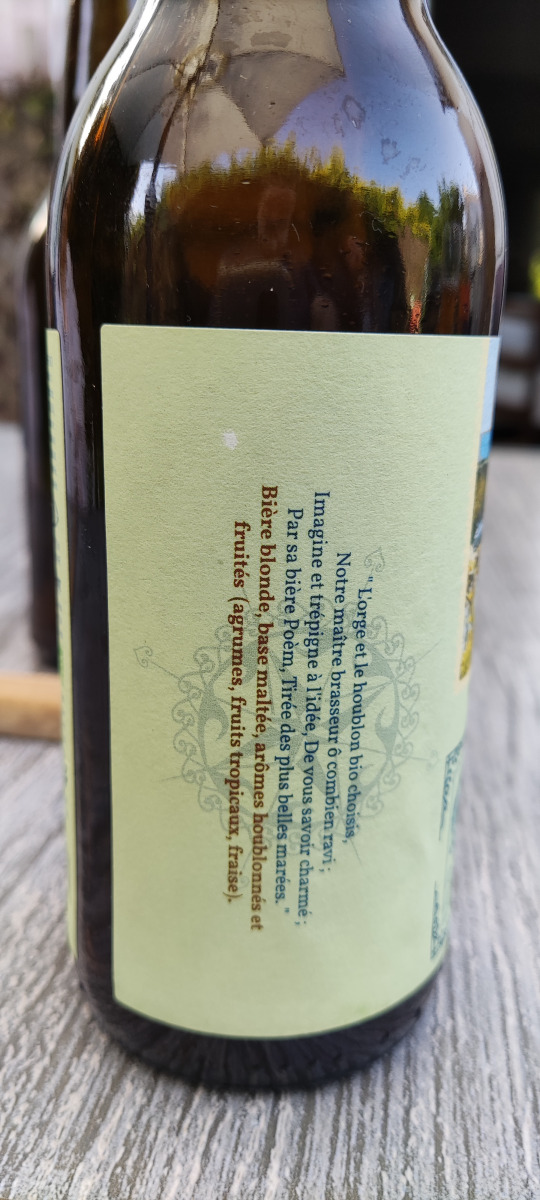 " L'orge et le houblon bio choisis,
Notre maître brasseur ô combien ravi ;
Imagine et trépigne à l'idée, De vous savoir charmé ;
Par sa bière Poêm, Tirée des plus belles marées. "
Bière blonde, base maltée, arômes houblonnés et
fruités (agrumes, fruits tropicaux, fraise).